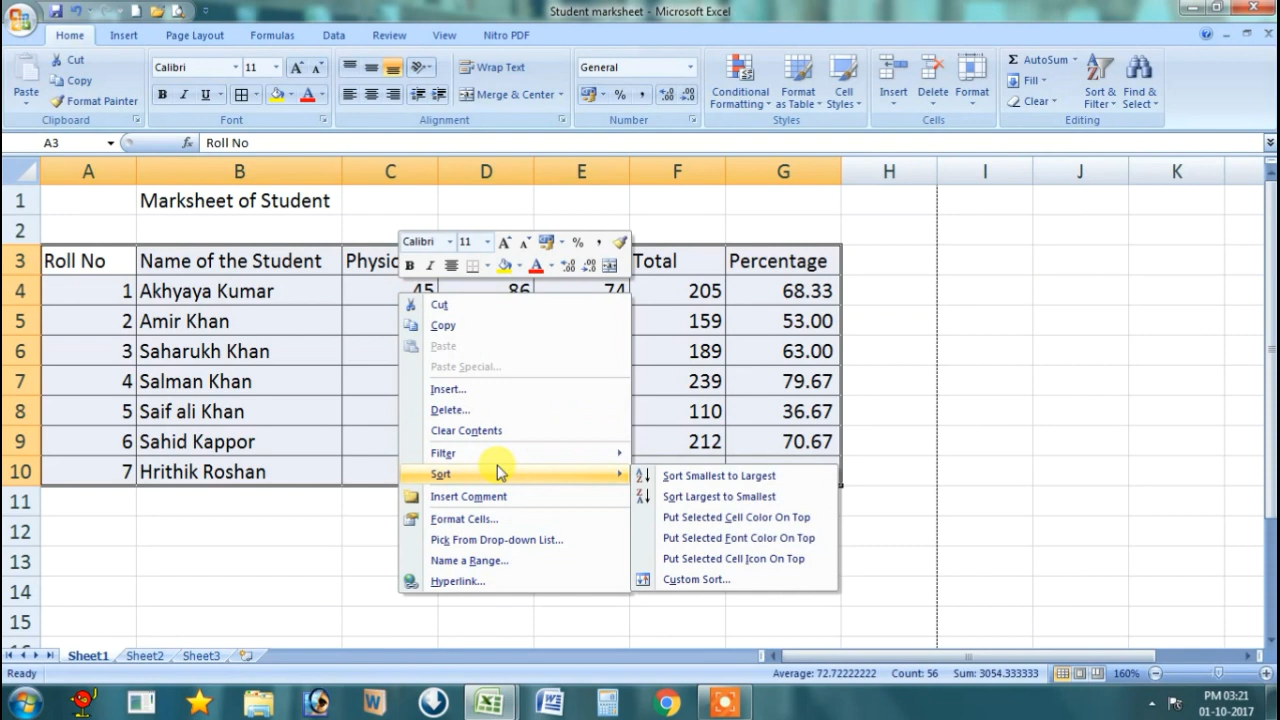 Student marksheet - Microsoft Excel
Home Insert Page Layout Formulas Data Review View Nitro PDF
Paste Cut Copy Format Painter
Calibri 11
Wrap Text
Merge & Center
General
Conditional Formatting
Format as Table
Cell Styles
Insert Delete Format
AutoSum Fill Clear
Sort & Filter
Find & Select
Clipboard Font Alignment Number Styles Cells Editing
A3 fx Roll No
A B C D E F G H I J K
1 Marksheet of Student
2
3 Roll No Name of the Student Physic Total Percentage
4 1 Akhyaya Kumar 45 86 74 205 68.33
5 2 Amir Khan 159 53.00
6 3 Saharukh Khan 189 63.00
7 4 Salman Khan 239 79.67
8 5 Saif ali Khan 110 36.67
9 6 Sahid Kappor 212 70.67
10 7 Hrithik Roshan
11
12
13
14
15
Calibri 11
Cut
Copy
Paste
Paste Special...
Insert...
Delete...
Clear Contents
Filter
Sort
Insert Comment
Format Cells...
Pick From Drop-down List...
Name a Range...
Hyperlink...
Sort Smallest to Largest
Sort Largest to Smallest
Put Selected Cell Color On Top
Put Selected Font Color On Top
Put Selected Cell Icon On Top
Custom Sort...
Sheet1 Sheet2 Sheet3
Ready Average: 72.72222222 Count: 56 Sum: 3054.333333 160%
PM 03:21
01-10-2017